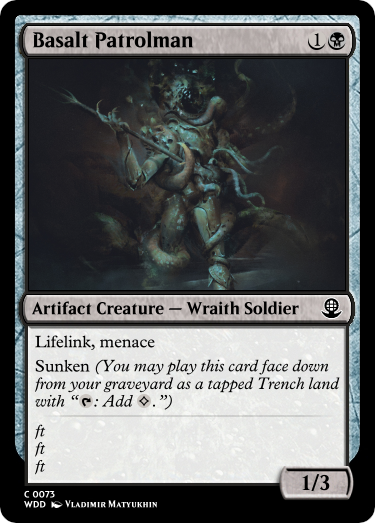 Basalt Patrolman 1
Artifact Creature — Wraith Soldier
Lifelink, menace
Sunken (You may play this card face down
from your graveyard as a tapped Trench land
with “: Add .”)
ft
ft
ft
1/3
C 0073
WDD Vladimir Matyukhin